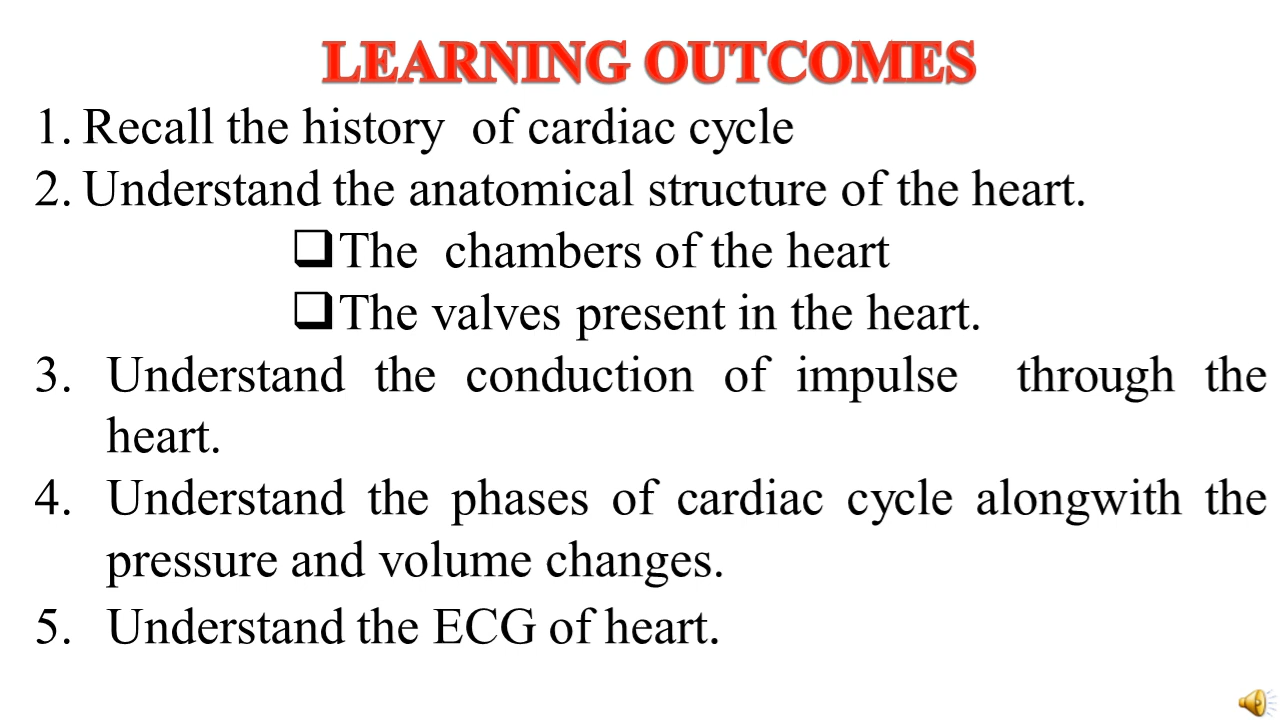 LEARNING OUTCOMES
1. Recall the history  of cardiac cycle
2. Understand the anatomical structure of the heart.
❑The  chambers of the heart
❑The valves present in the heart.
3. Understand the conduction of impulse  through the
heart.
4. Understand the phases of cardiac cycle alongwith the
pressure and volume changes.
5. Understand the ECG of heart.